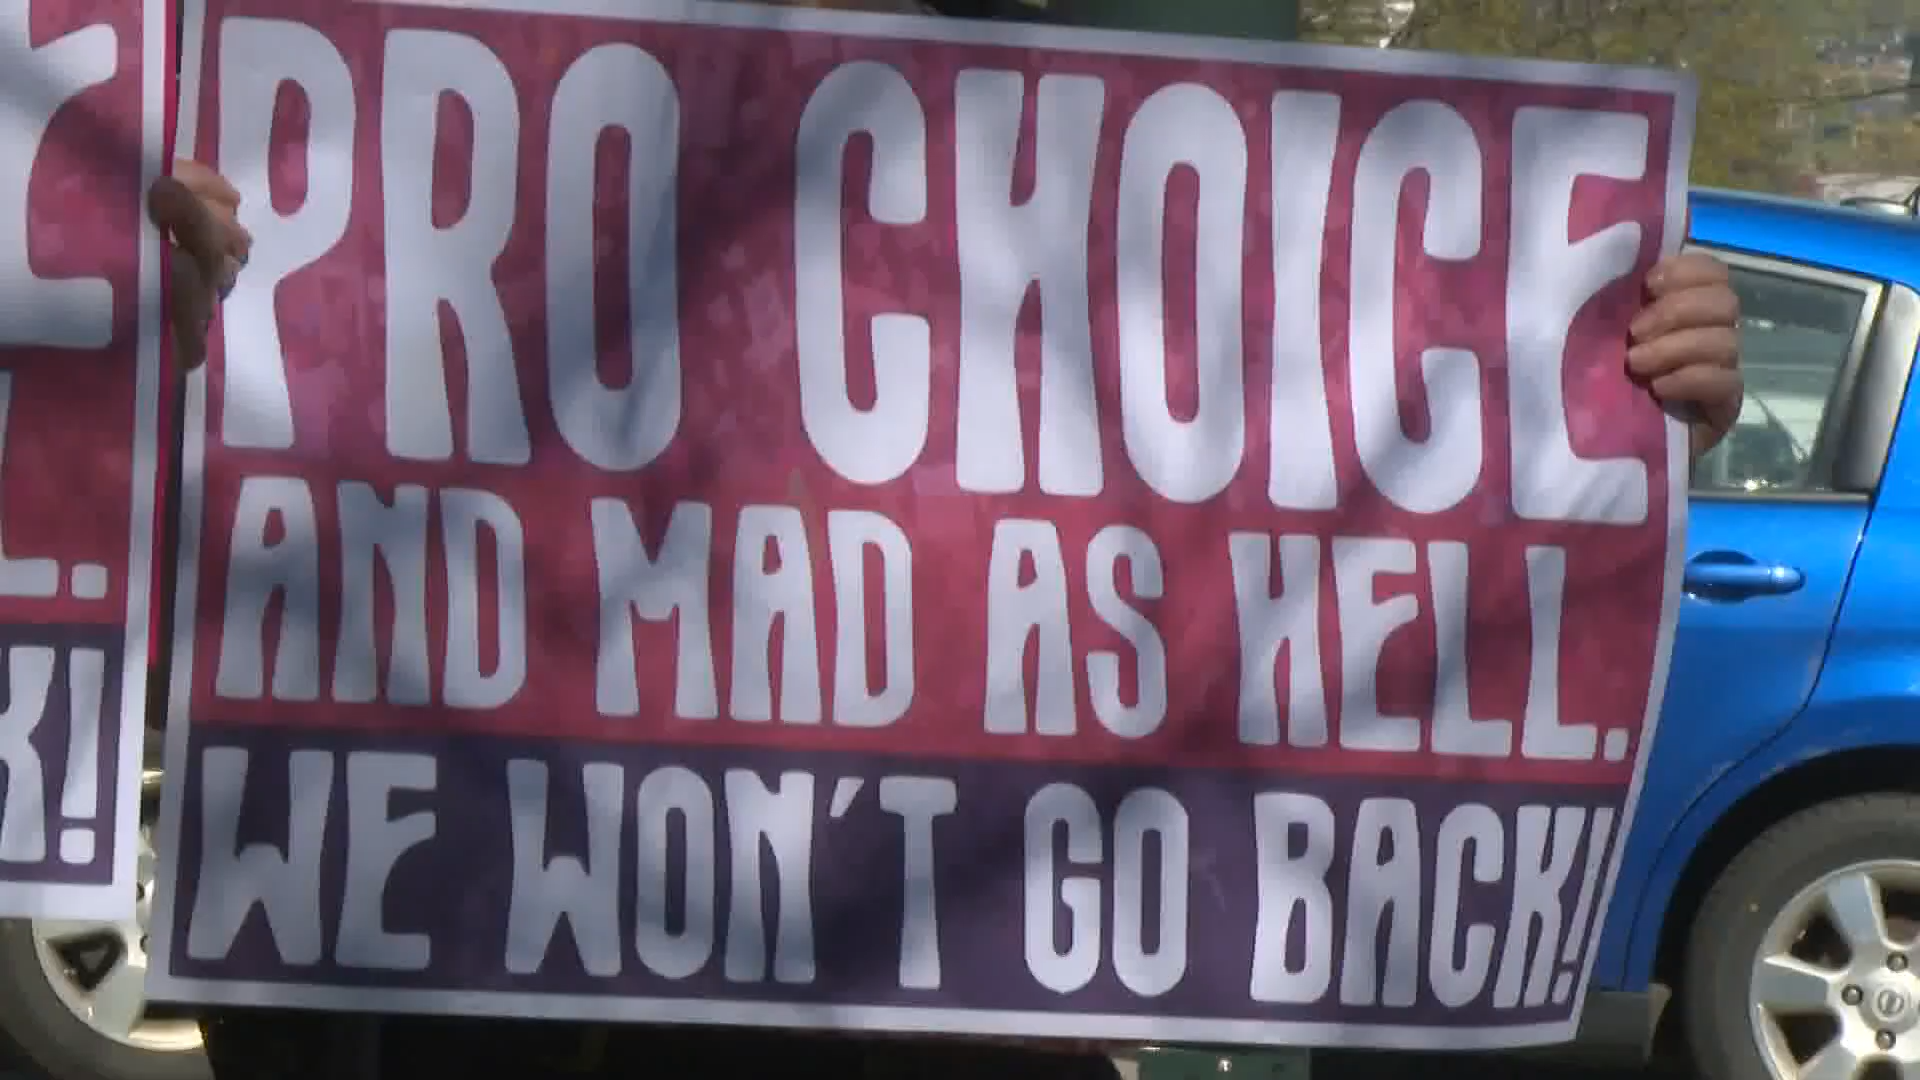 PRO CHOICE
AND MAD AS HELL.
WE WON'T GO BACK!
E
L.
K!